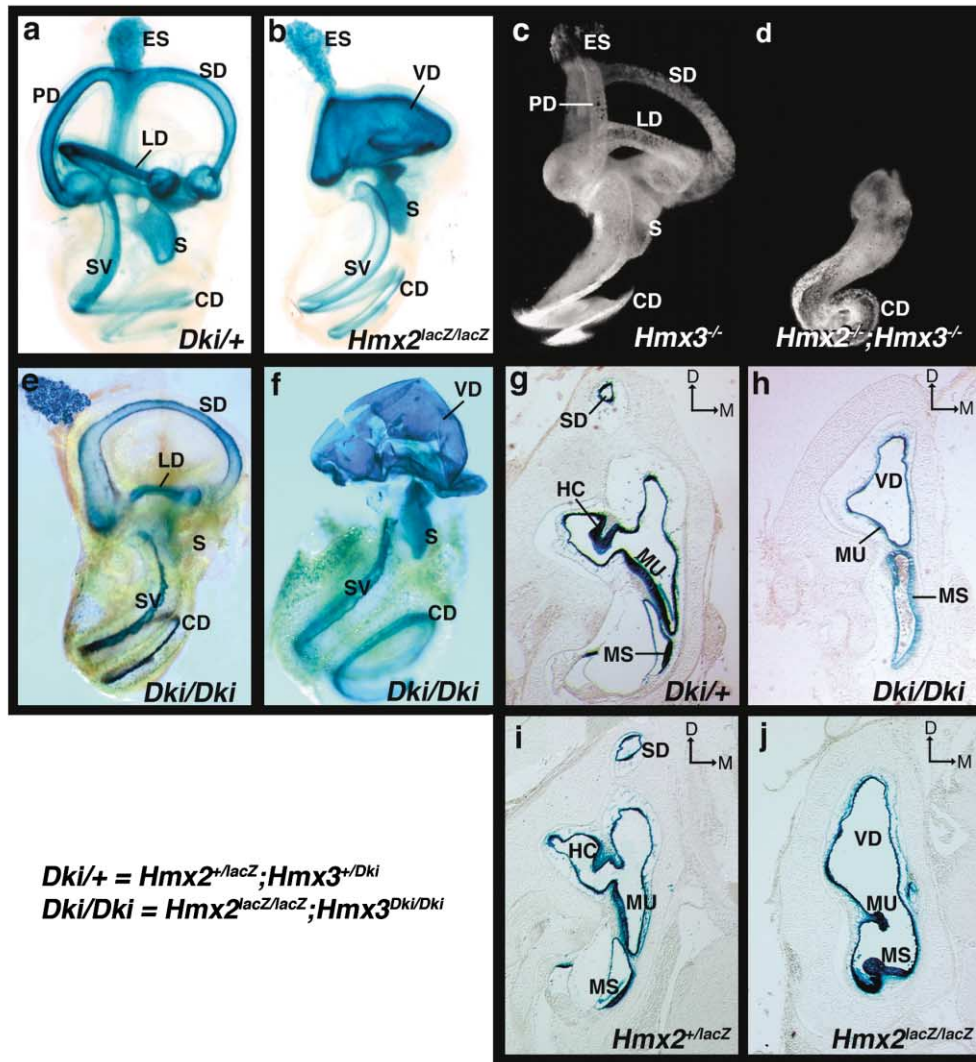 a
ES
PD
SD
LD
SV
S
CD
Dki/+
b
ES
VD
S
SV
CD
Hmx2lacZ/lacZ
c
ES
SD
PD
LD
S
CD
Hmx3-/-
d
CD
Hmx2-/-;Hmx3-/-
e
SD
LD
S
SV
CD
Dki/Dki
f
VD
S
SV
CD
Dki/Dki
g
D
M
SD
HC
MU
MS
Dki/+
h
D
M
VD
MU
MS
Dki/Dki
i
D
M
SD
HC
MU
MS
Hmx2+/lacZ
j
D
M
VD
MU
MS
Hmx2lacZ/lacZ
Dki/+ = Hmx2+/lacZ;Hmx3+/Dki
Dki/Dki = Hmx2lacZ/lacZ;Hmx3Dki/Dki